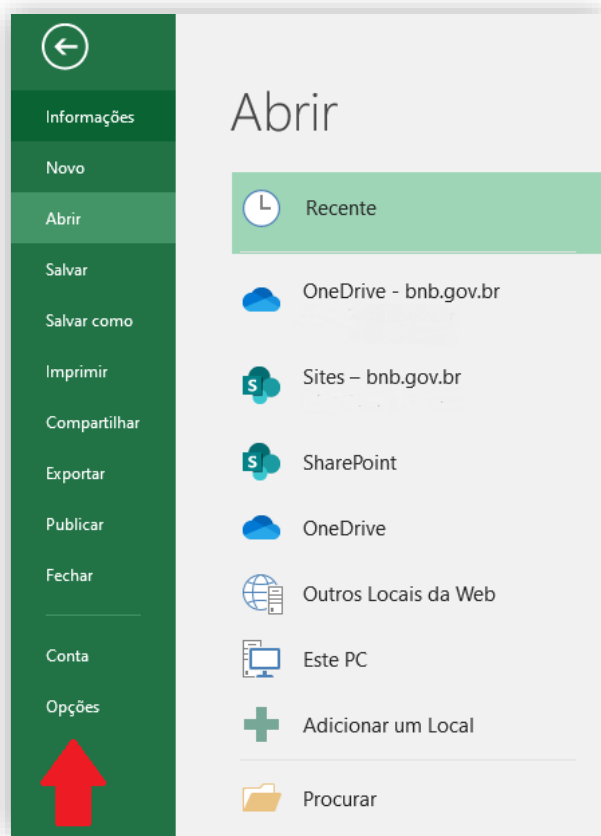 Informações
Novo
Abrir
Salvar
Salvar como
Imprimir
Compartilhar
Exportar
Publicar
Fechar
Conta
Opções
Abrir
Recente
OneDrive - bnb.gov.br
Sites – bnb.gov.br
SharePoint
OneDrive
Outros Locais da Web
Este PC
Adicionar um Local
Procurar